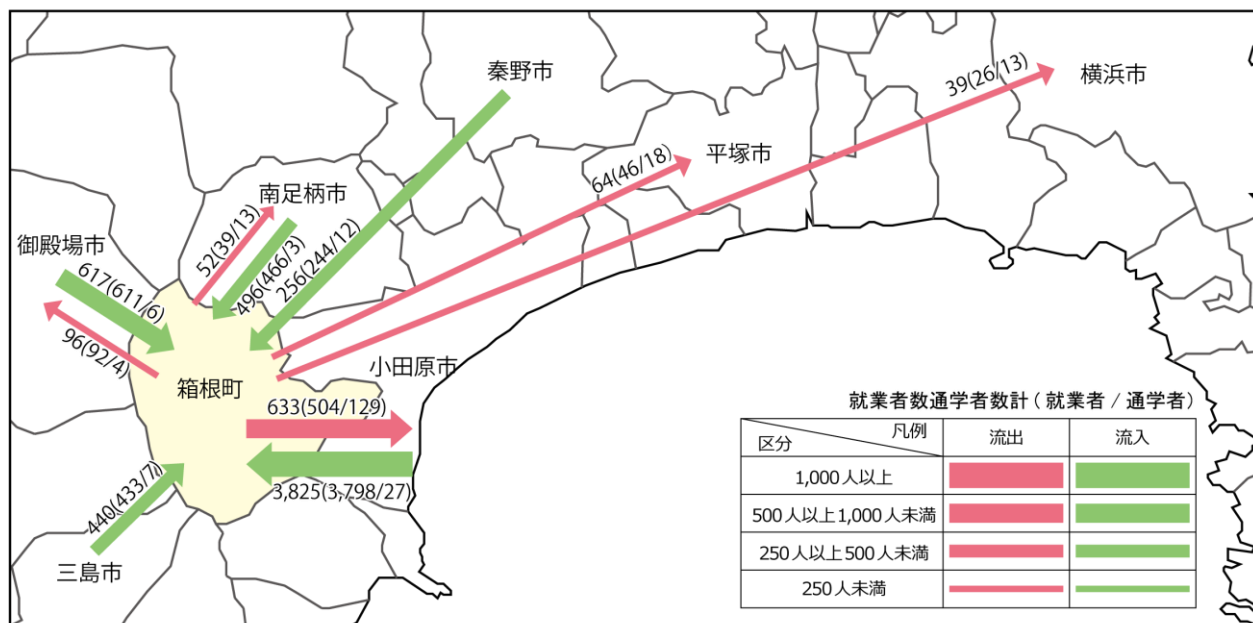 秦野市
横浜市
39(26/13)
平塚市
64(46/18)
南足柄市
52(39/13)
496(466/3)
256(244/12)
御殿場市
617(611/6)
96(92/4)
箱根町
小田原市
633(504/129)
3,825(3,798/27)
440(433/7)
三島市
就業者数通学者数計(就業者/通学者)
区分 凡例 流出 流入
1,000人以上
500人以上1,000人未満
250人以上500人未満
250人未満